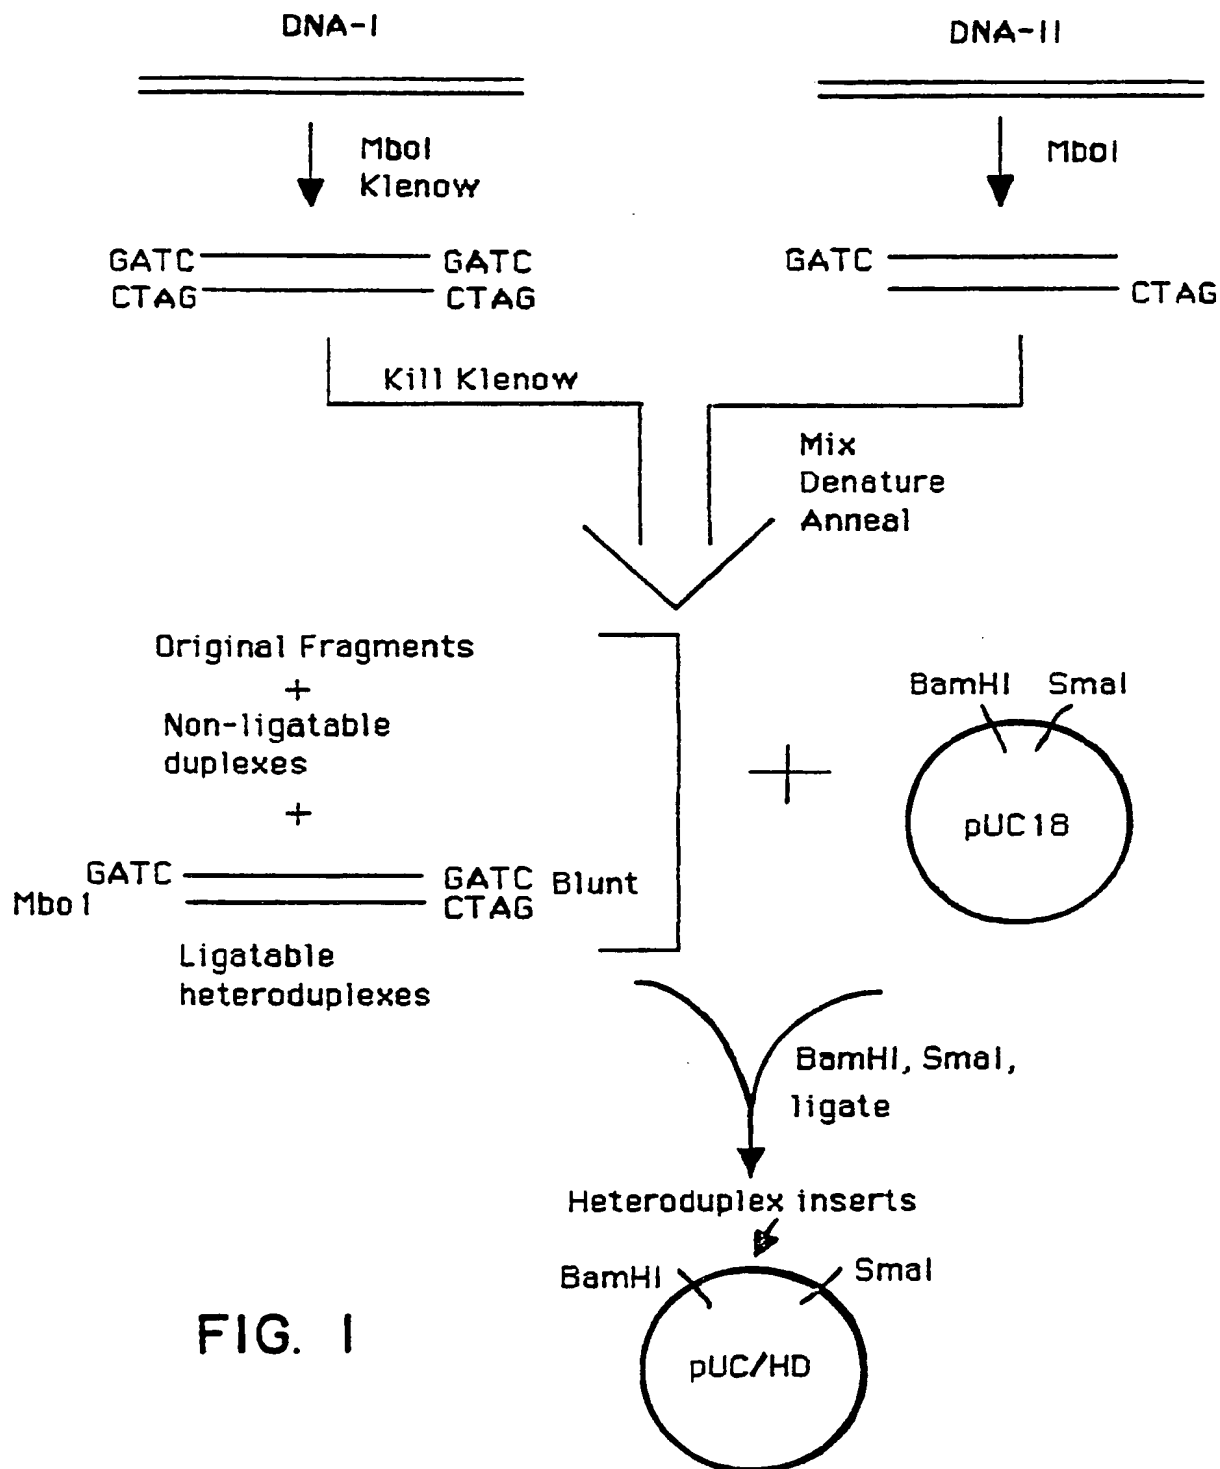 DNA-I
DNA-II
MboI
Klenow
MboI
GATC GATC
CTAG CTAG
GATC
CTAG
Kill Klenow
Mix
Denature
Anneal
Original Fragments
+
Non-ligatable
duplexes
+
GATC GATC Blunt
MboI CTAG
Ligatable
heteroduplexes
+
BamHI SmaI
pUC18
BamHI, SmaI,
ligate
Heteroduplex inserts
BamHI SmaI
pUC/HD
FIG. 1